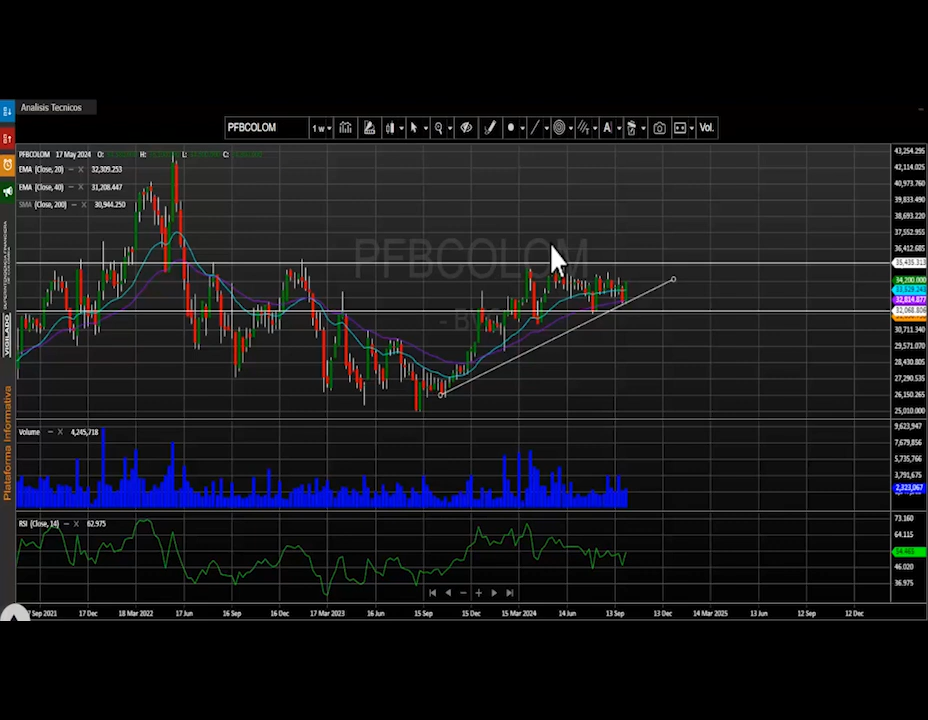 Analisis Tecnicos
PFBCOLOM 1 w Vol.
PFBCOLOM 17 May 2024 O: H: L: C:
EMA (Close, 20) 32,309.253
EMA (Close, 40) 31,208.447
SMA (Close, 200) 30,944.250
PFBCOLOM
43,254.295
42,114.025
40,973.760
39,833.490
38,693.220
37,552.955
36,412.685
35,435.313
34,200.000
32,814.877
32,068.806
30,711.340
29,571.070
28,430.805
27,290.535
26,150.265
25,010.000
Volume 4,245,718
9,623,947
7,679,856
5,735,766
3,791,675
2,323,067
RSI (Close, 14) 62.975
73.160
64.115
54.468
46.020
36.975
Sep 2021 17 Dec 18 Mar 2022 17 Jun 16 Sep 16 Dec 17 Mar 2023 16 Jun 15 Sep 15 Dec 15 Mar 2024 14 Jun 13 Sep 13 Dec 14 Mar 2025 13 Jun 12 Sep 12 Dec
VIGILADO SUPERINTENDENCIA FINANCIERA
Plataforma Informativa